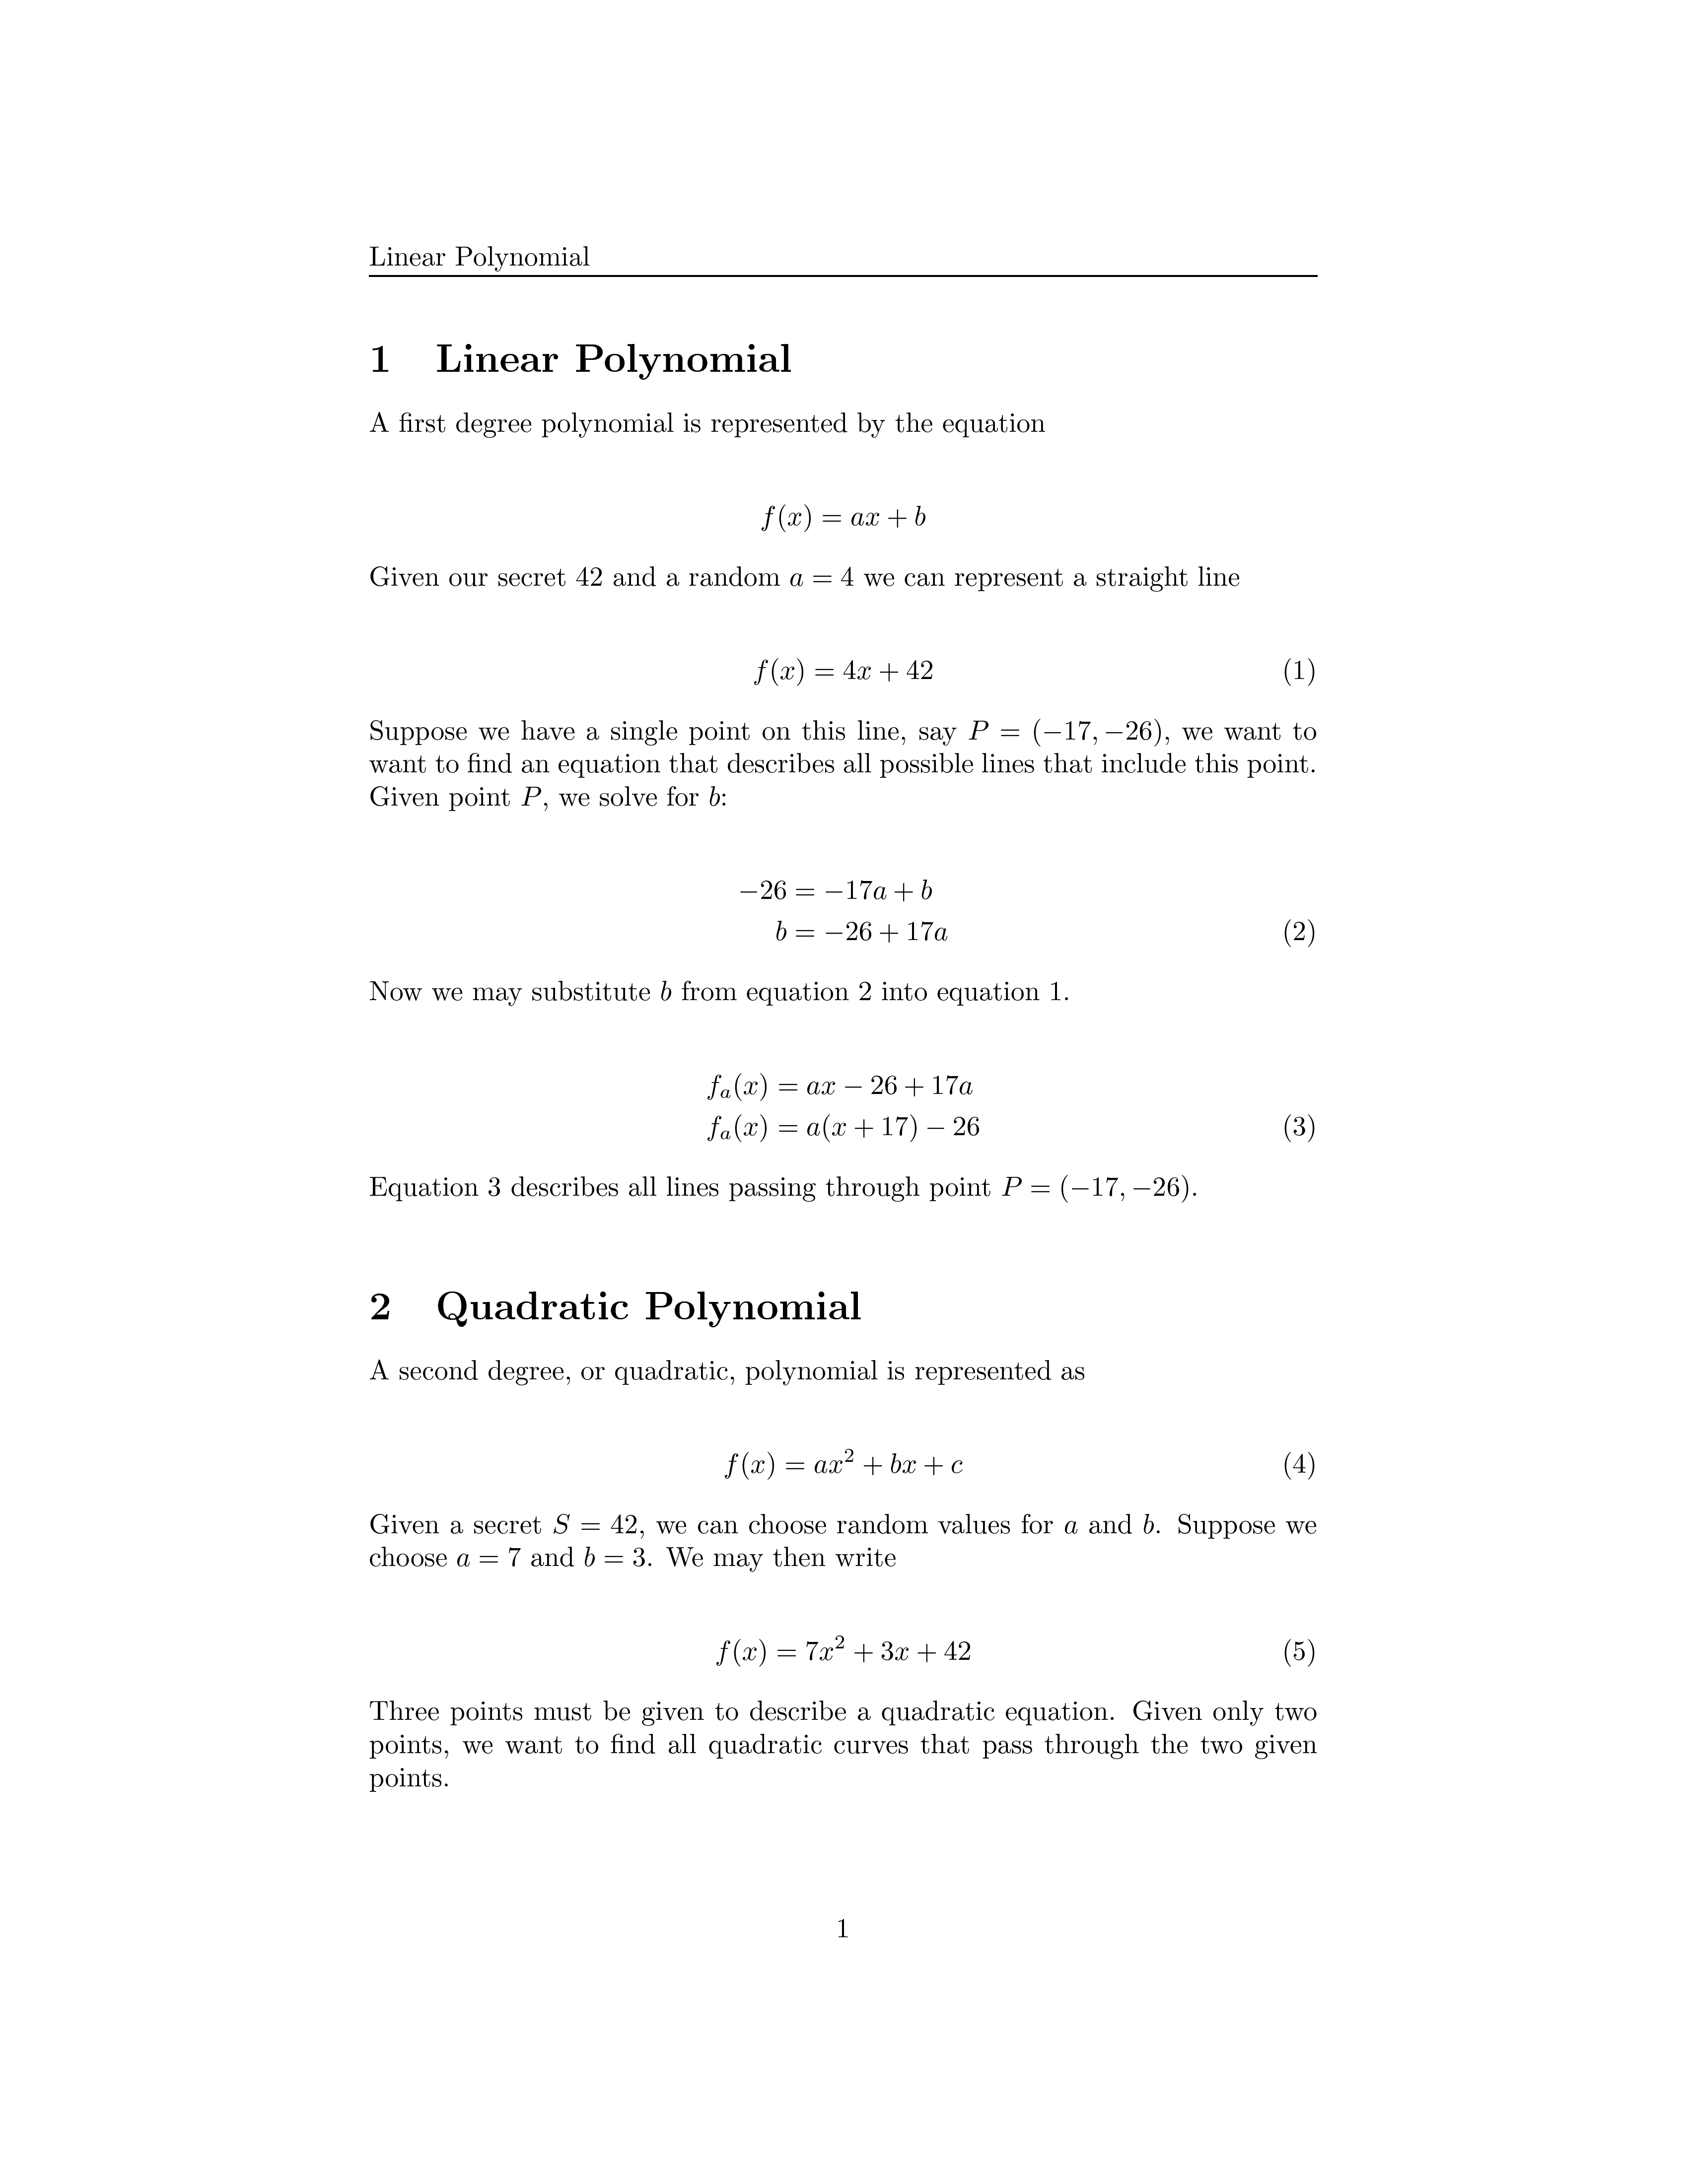 Linear Polynomial
1 Linear Polynomial
A first degree polynomial is represented by the equation
f(x) = ax + b
Given our secret 42 and a random a = 4 we can represent a straight line
f(x) = 4x + 42 (1)
Suppose we have a single point on this line, say P = (−17, −26), we want to
want to find an equation that describes all possible lines that include this point.
Given point P, we solve for b:
−26 = −17a + b
b = −26 + 17a (2)
Now we may substitute b from equation 2 into equation 1.
fₐ(x) = ax − 26 + 17a
fₐ(x) = a(x + 17) − 26 (3)
Equation 3 describes all lines passing through point P = (−17, −26).
2 Quadratic Polynomial
A second degree, or quadratic, polynomial is represented as
f(x) = ax² + bx + c (4)
Given a secret S = 42, we can choose random values for a and b. Suppose we
choose a = 7 and b = 3. We may then write
f(x) = 7x² + 3x + 42 (5)
Three points must be given to describe a quadratic equation. Given only two
points, we want to find all quadratic curves that pass through the two given
points.
1